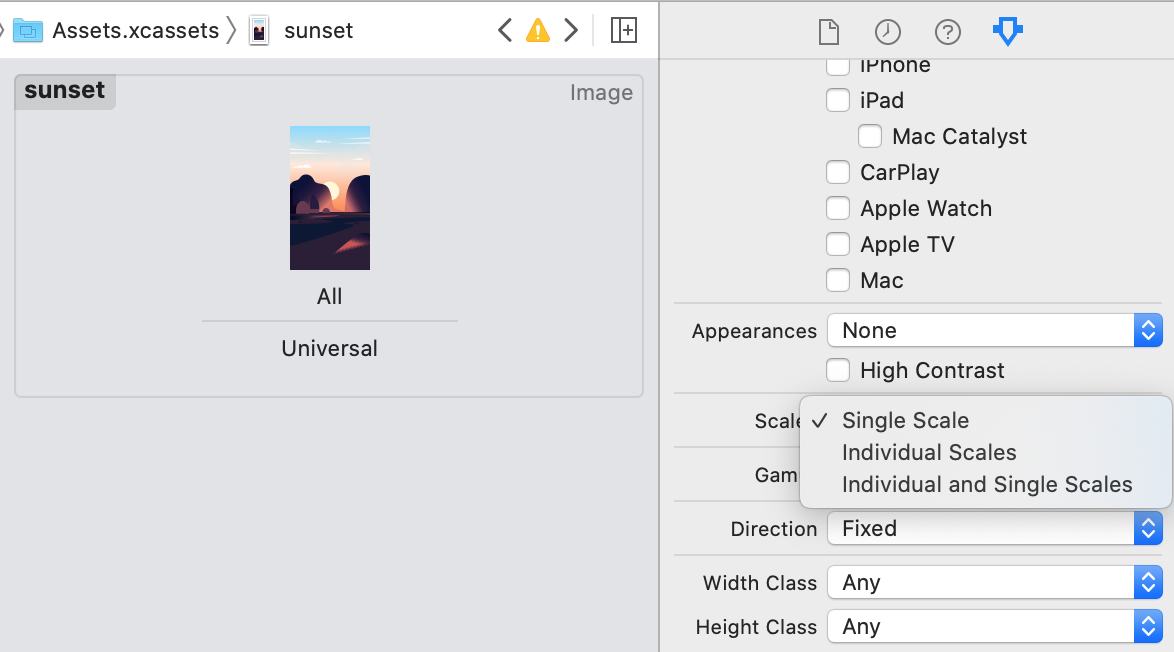 Assets.xcassets sunset
sunset
Image
All
Universal
iPhone
iPad
Mac Catalyst
CarPlay
Apple Watch
Apple TV
Mac
Appearances None
High Contrast
Scale
Single Scale
Individual Scales
Gam
Individual and Single Scales
Direction Fixed
Width Class Any
Height Class Any